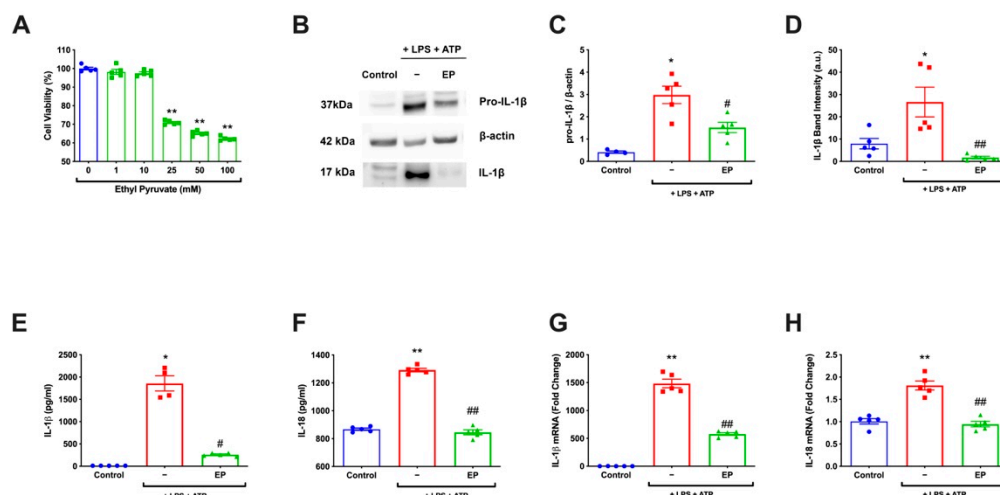 A
Cell Viability (%)
110
100
90
80
70
60
** ** **
0 1 10 25 50 100
Ethyl Pyruvate (mM)
B
+ LPS + ATP
Control – EP
37kDa Pro-IL-1β
42 kDa β-actin
17 kDa IL-1β
C
pro-IL-1β / β-actin
5
4
3
2
1
0
*
#
Control – EP
+ LPS + ATP
D
IL-1β Band Intensity (a.u.)
50
40
30
20
10
0
*
##
Control – EP
+ LPS + ATP
E
IL-1β (pg/ml)
2500
2000
1500
1000
500
0
*
#
Control – EP
+ LPS + ATP
F
IL-18 (pg/ml)
1400
1200
1000
800
600
**
##
Control – EP
+ LPS + ATP
G
IL-1β mRNA (Fold Change)
2000
1500
1000
500
0
**
##
Control – EP
+ LPS + ATP
H
IL-18 mRNA (Fold Change)
2.5
2.0
1.5
1.0
0.5
0.0
**
##
Control – EP
+ LPS + ATP